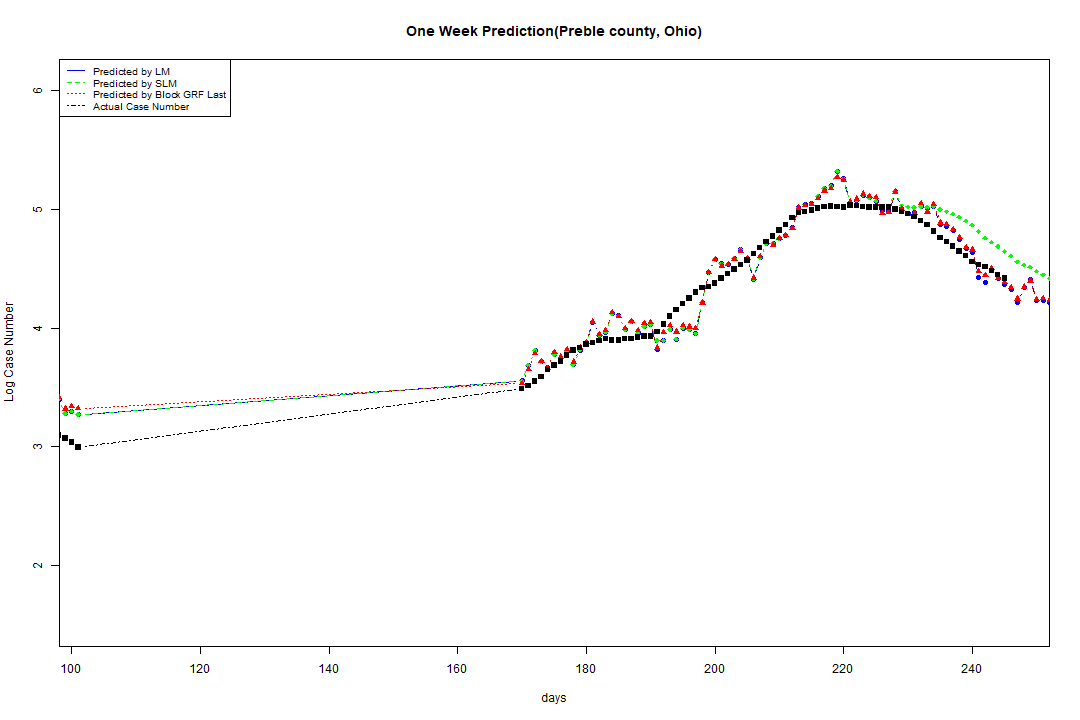 One Week Prediction(Preble county, Ohio)
Predicted by LM
Predicted by SLM
Predicted by Block GRF Last
Actual Case Number
6
5
4
3
2
Log Case Number
100 120 140 160 180 200 220 240
days